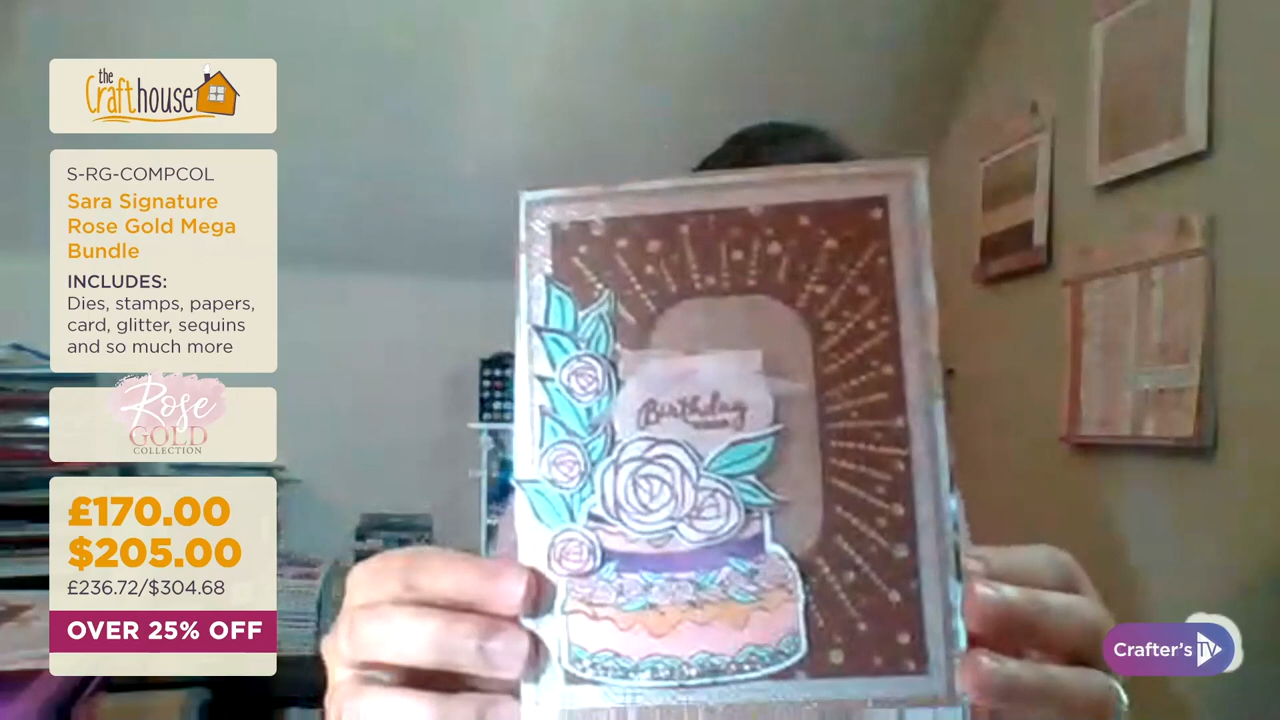 the
Crafthouse
S-RG-COMPCOL
Sara Signature
Rose Gold Mega
Bundle
INCLUDES:
Dies, stamps, papers,
card, glitter, sequins
and so much more
Rose
GOLD
COLLECTION
£170.00
$205.00
£236.72/$304.68
OVER 25% OFF
Birthday
Crafter's TV